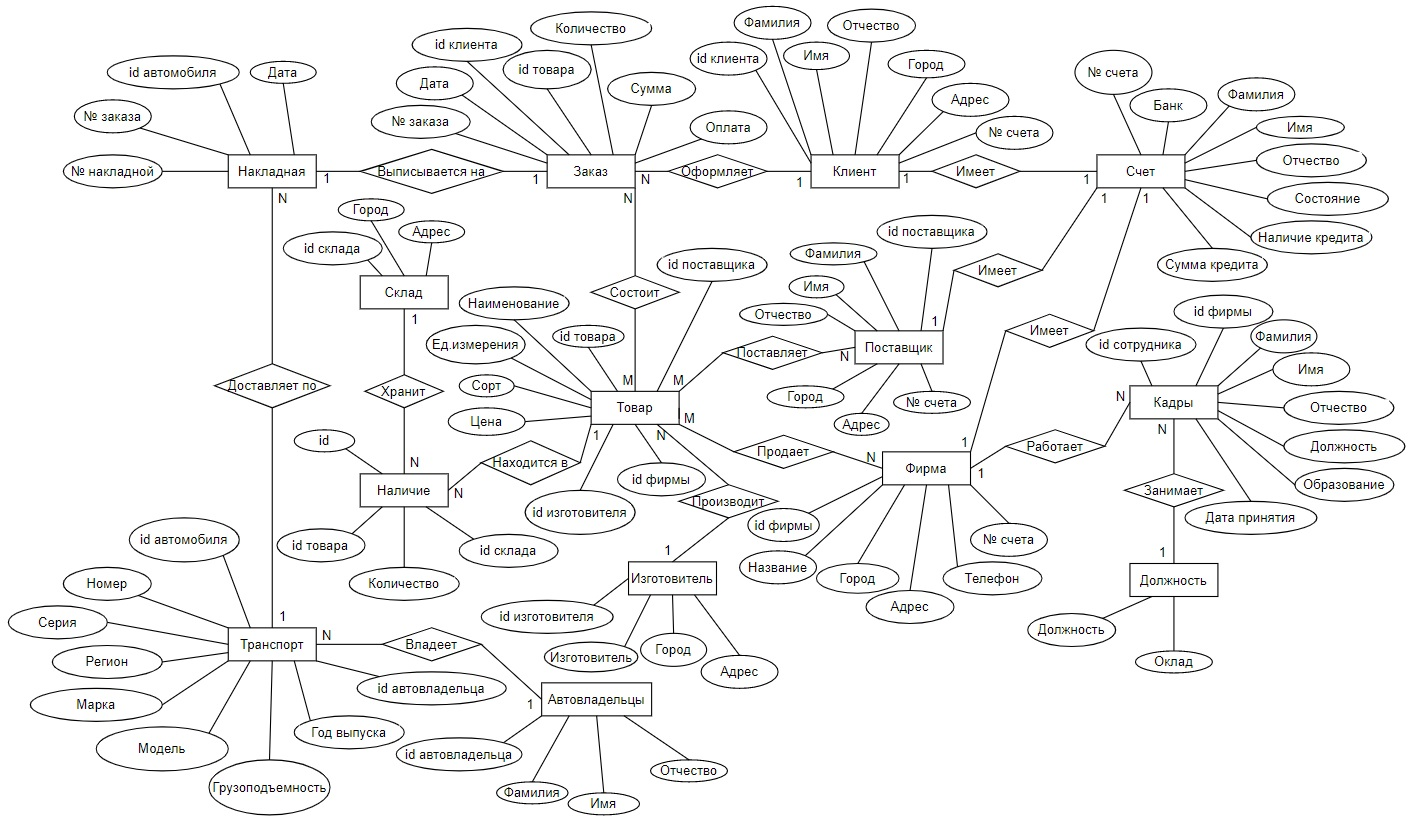 Количество
Фамилия
Отчество
id клиента
id товара
id клиента
Имя
Город
№ счета
id автомобиля
Дата
Дата
Сумма
Адрес
Банк
Фамилия
№ заказа
№ заказа
Оплата
№ счета
Имя
Отчество
№ накладной
Накладная
1
Выписывается на
1
Заказ
N
Оформляет
1
Клиент
1
Имеет
1
Счет
N
N
1
1
Состояние
Город
Адрес
id склада
id поставщика
Наличие кредита
Фамилия
id поставщика
Имеет
Сумма кредита
Склад
Состоит
Имя
Наименование
id товара
Отчество
1
1
id фирмы
Имеет
Фамилия
Ед.измерения
Поставляет
N
Поставщик
id сотрудника
Имя
Доставляет по
Хранит
Сорт
M
M
Город
№ счета
N
Кадры
Отчество
Цена
Товар
M
Адрес
id
1
N
N
1
N
Должность
N
N
Находится в
Продает
N
Фирма
1
Работает
Наличие
id фирмы
Производит
Занимает
Образование
id изготовителя
id фирмы
Дата принятия
id автомобиля
id товара
id склада
1
№ счета
1
Номер
Количество
Изготовитель
Название
Город
Телефон
Должность
Серия
1
id изготовителя
Адрес
Транспорт
N
Владеет
Должность
Регион
Изготовитель
Город
Оклад
id автовладельца
Адрес
Марка
1
Автовладельцы
Год выпуска
Модель
id автовладельца
Отчество
Грузоподъемность
Фамилия
Имя